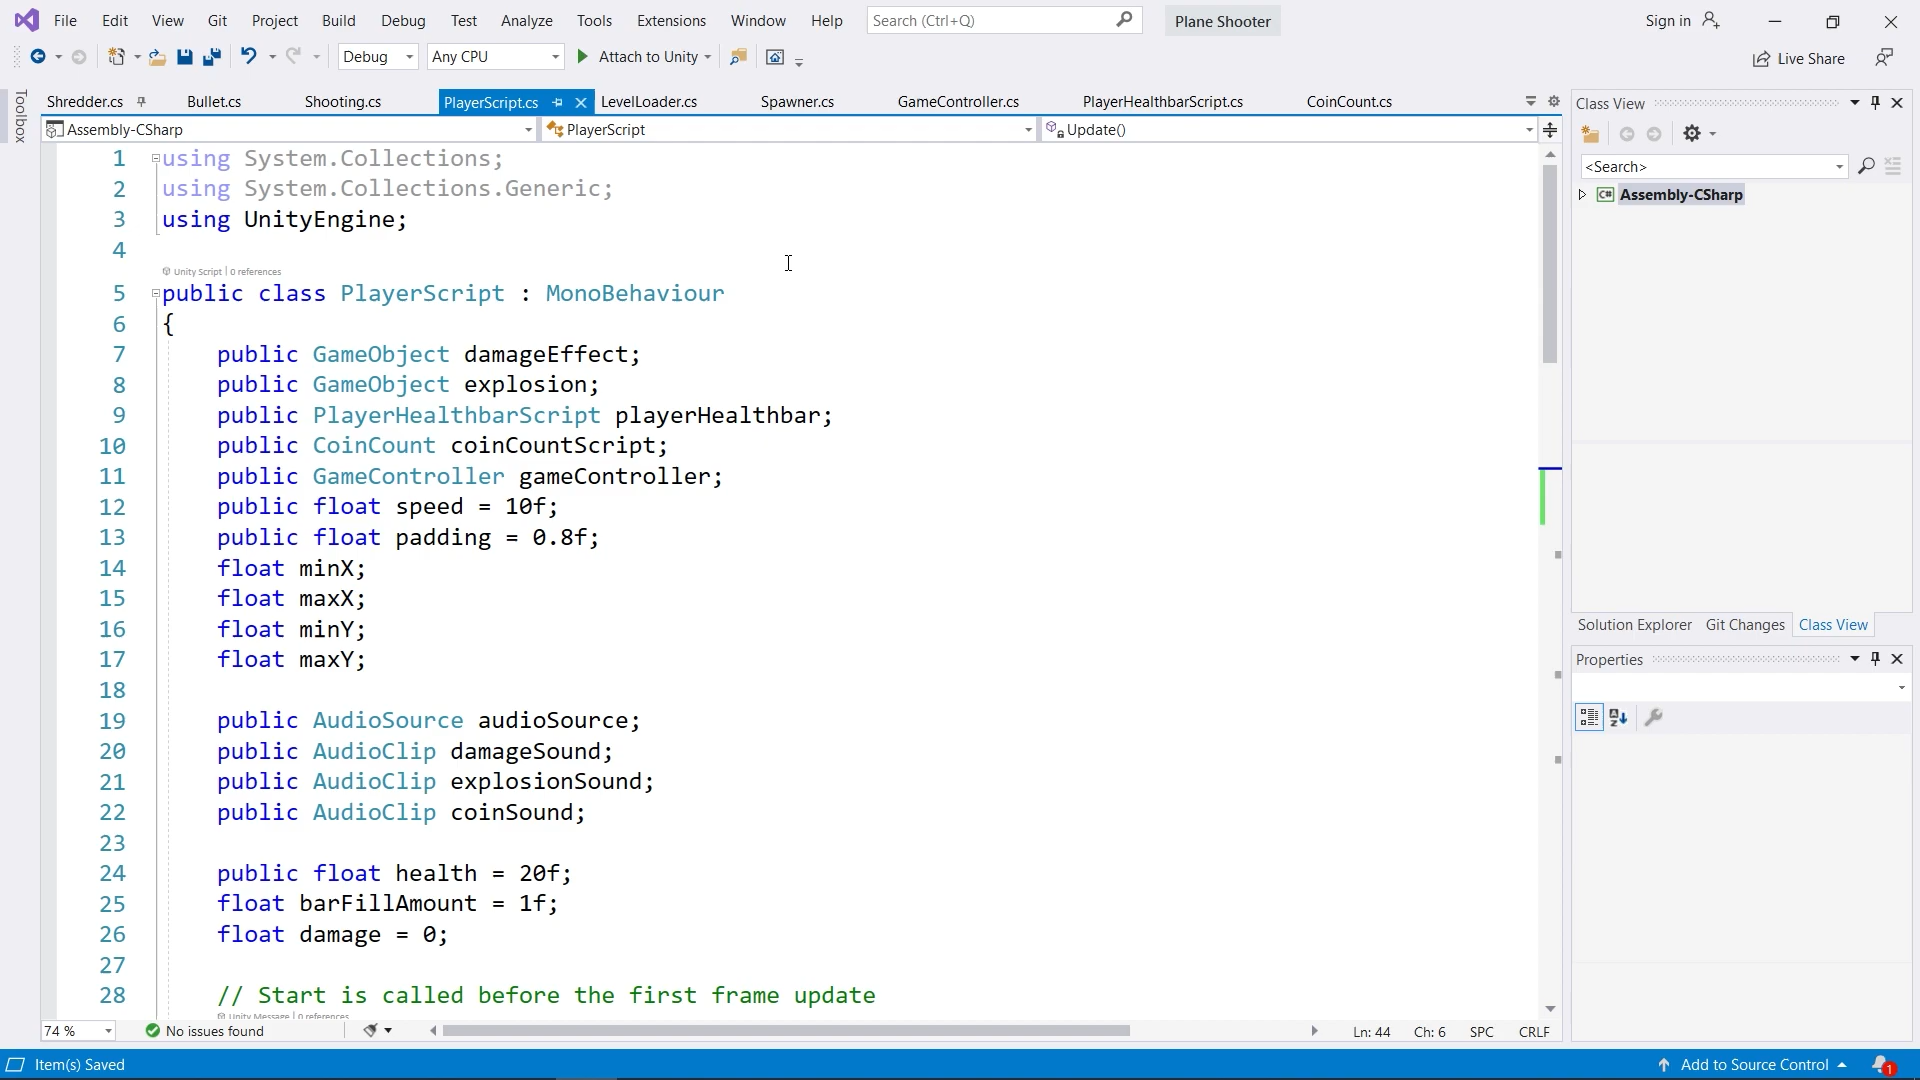 File Edit View Git Project Build Debug Test Analyze Tools Extensions Window Help Search (Ctrl+Q) Plane Shooter Sign in
Debug Any CPU Attach to Unity Live Share
Toolbox
Shredder.cs Bullet.cs Shooting.cs PlayerScript.cs LevelLoader.cs Spawner.cs GameController.cs PlayerHealthbarScript.cs CoinCount.cs
Assembly-CSharp PlayerScript Update()
1 using System.Collections;
2 using System.Collections.Generic;
3 using UnityEngine;
4
Unity Script | 0 references
5 public class PlayerScript : MonoBehaviour
6 {
7 public GameObject damageEffect;
8 public GameObject explosion;
9 public PlayerHealthbarScript playerHealthbar;
10 public CoinCount coinCountScript;
11 public GameController gameController;
12 public float speed = 10f;
13 public float padding = 0.8f;
14 float minX;
15 float maxX;
16 float minY;
17 float maxY;
18
19 public AudioSource audioSource;
20 public AudioClip damageSound;
21 public AudioClip explosionSound;
22 public AudioClip coinSound;
23
24 public float health = 20f;
25 float barFillAmount = 1f;
26 float damage = 0;
27
28 // Start is called before the first frame update
Unity Message | 0 references
74 % No issues found Ln: 44 Ch: 6 SPC CRLF
Class View
<Search>
C# Assembly-CSharp
Solution Explorer Git Changes Class View
Properties
Item(s) Saved Add to Source Control 1